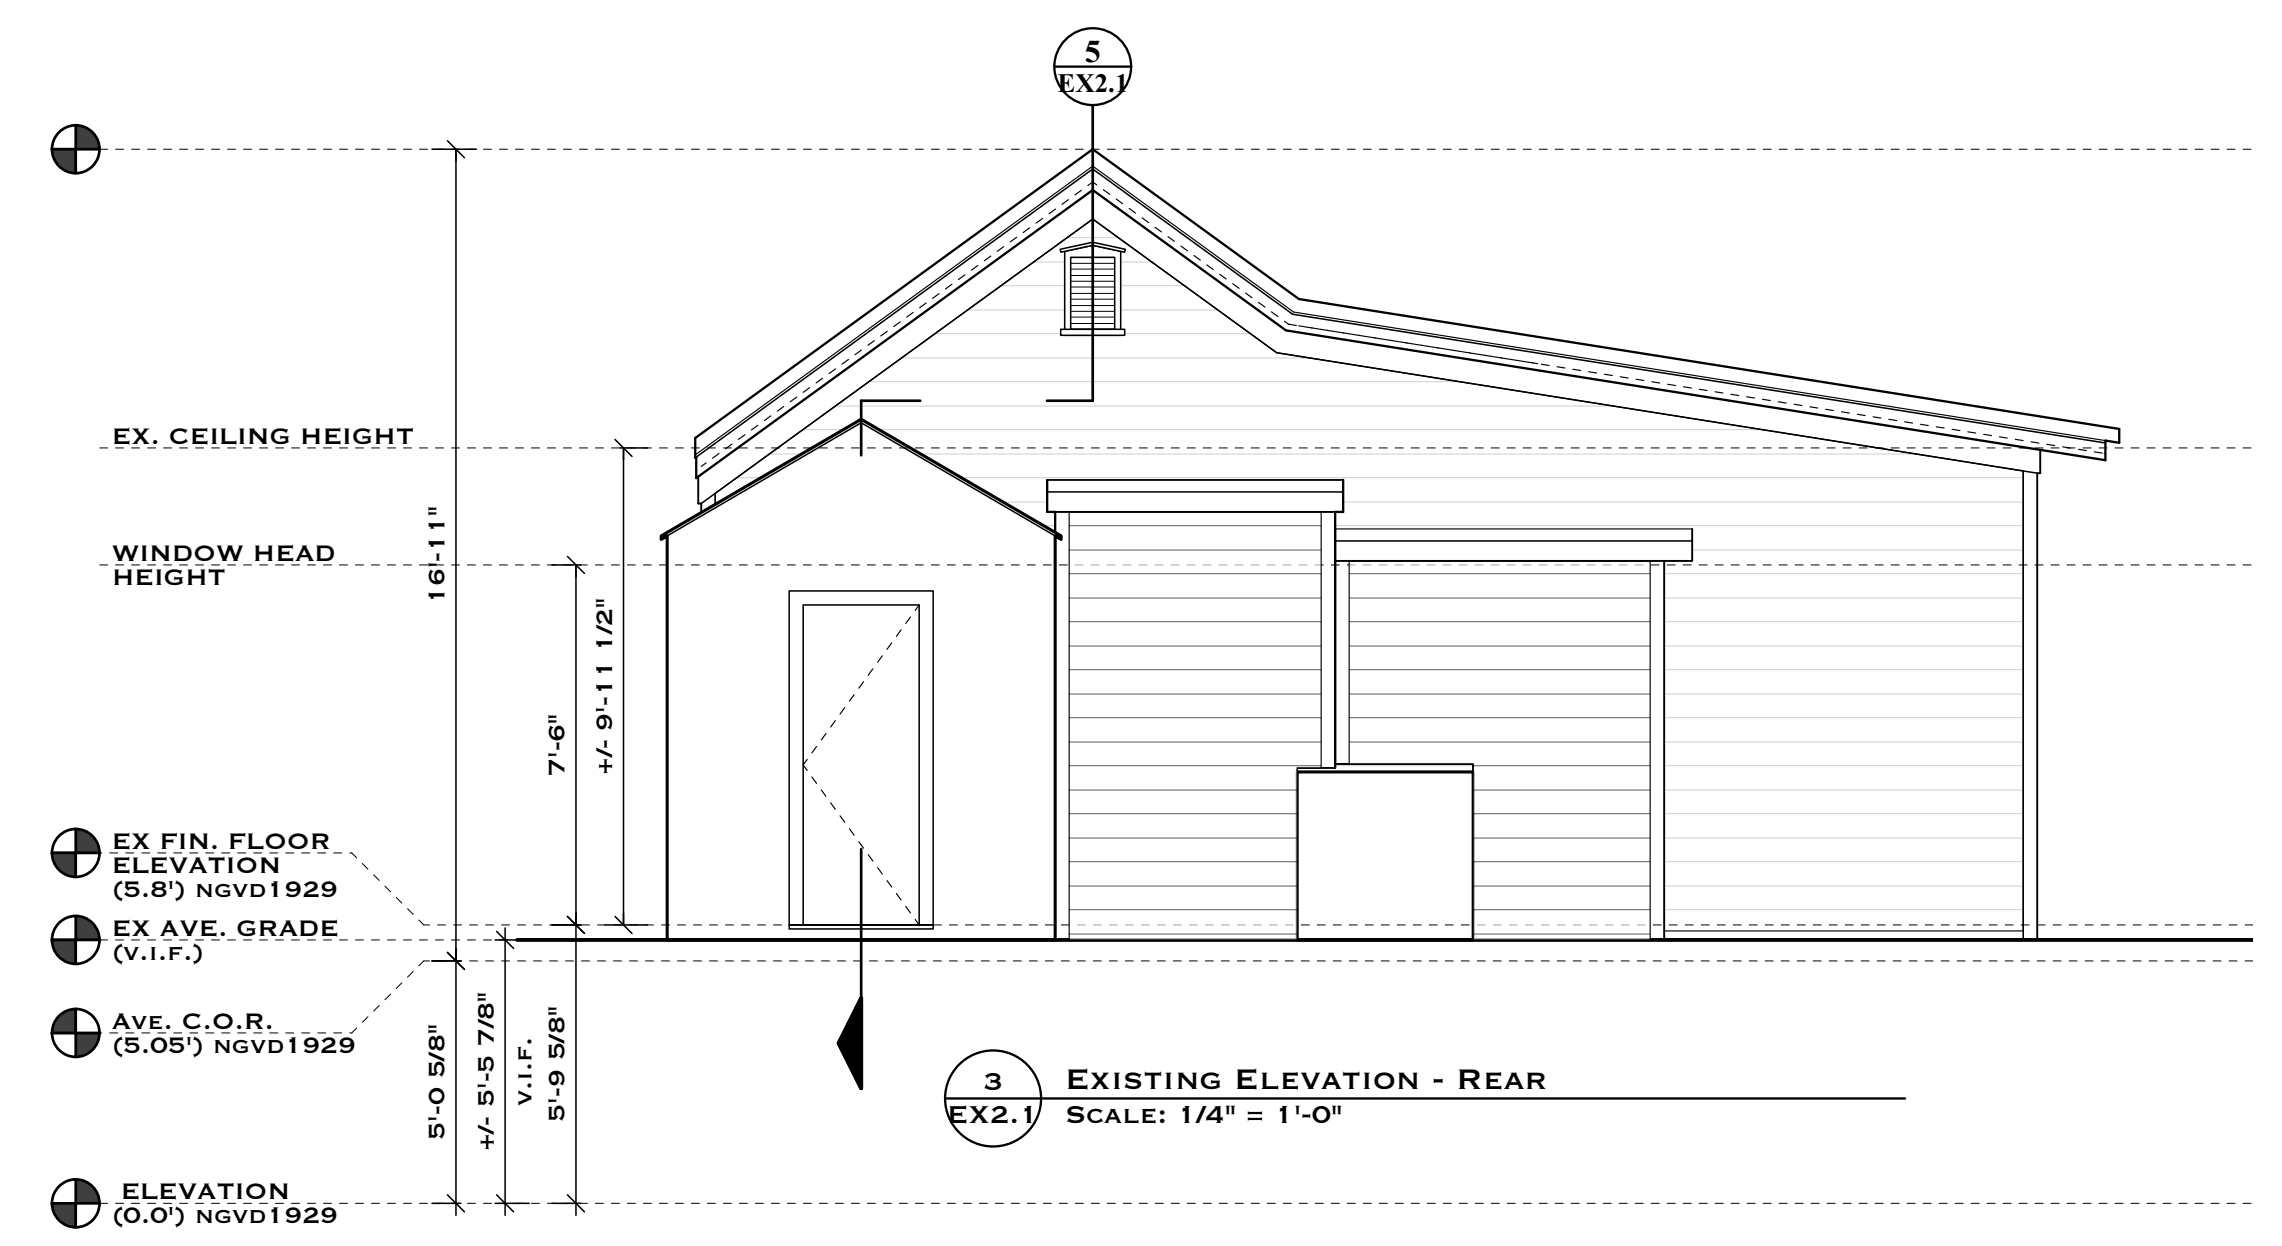 5
EX2.1
EX. CEILING HEIGHT
WINDOW HEAD
HEIGHT
16'-11"
+/- 9'-11 1/2"
7'-6"
EX FIN. FLOOR
ELEVATION
(5.8') NGVD1929
EX AVE. GRADE
(V.I.F.)
AVE. C.O.R.
(5.05') NGVD1929
5'-0 5/8"
+/- 5'-5 7/8"
V.I.F.
5'-9 5/8"
3
EX2.1
EXISTING ELEVATION - REAR
SCALE: 1/4" = 1'-0"
ELEVATION
(0.0') NGVD1929